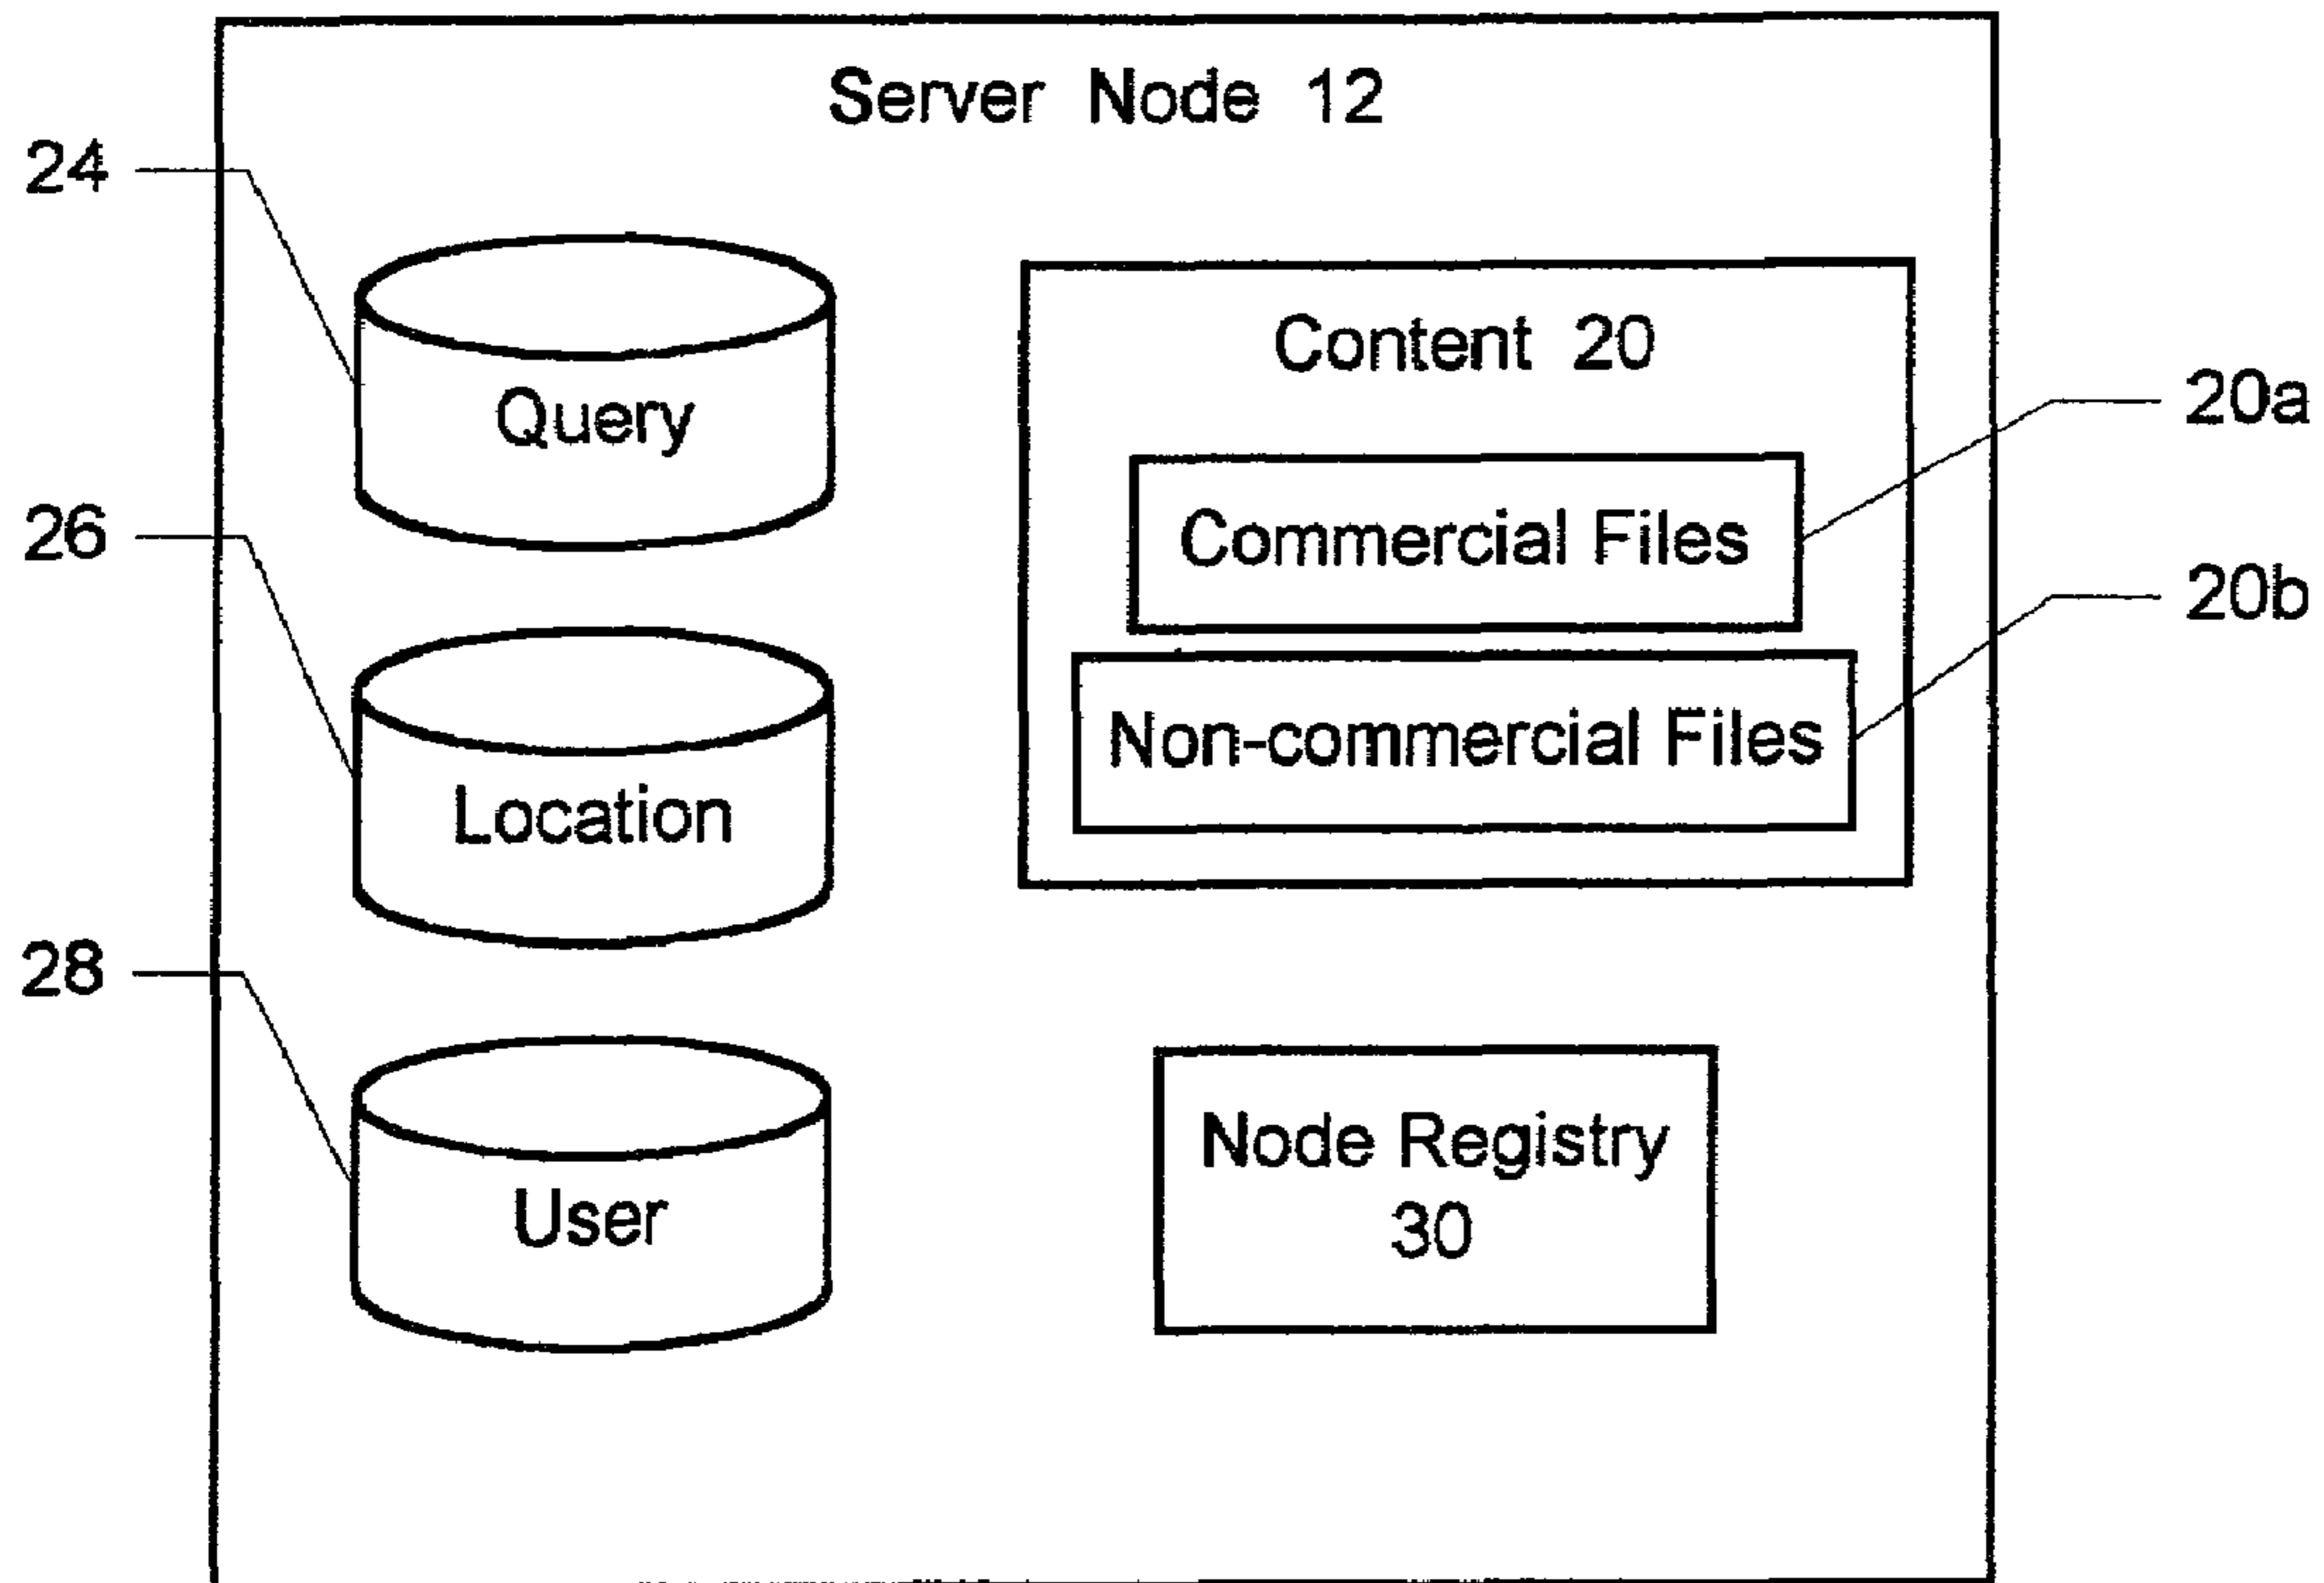 Server Node 12
24
Query
Content 20
20a
Commercial Files
26
20b
Non-commercial Files
Location
28
Node Registry
30
User